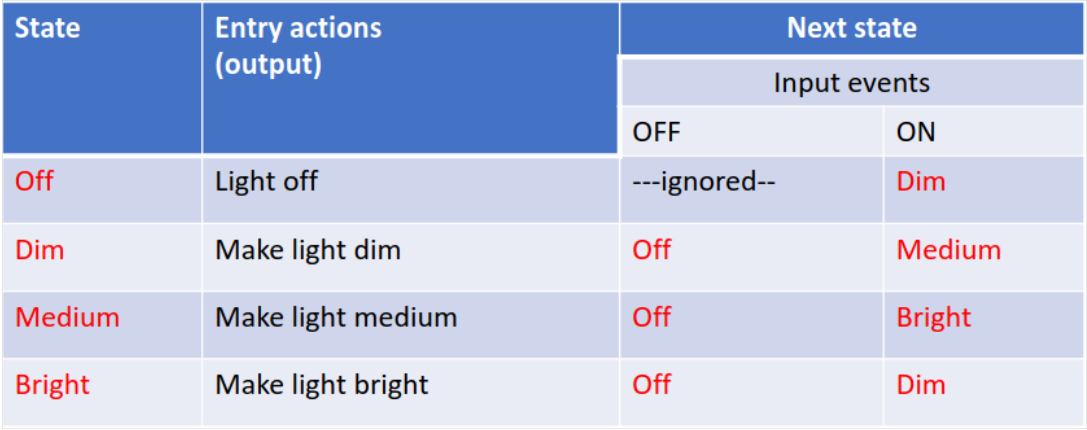 State Entry actions (output) Next state
Input events
OFF ON
Off Light off ---ignored-- Dim
Dim Make light dim Off Medium
Medium Make light medium Off Bright
Bright Make light bright Off Dim